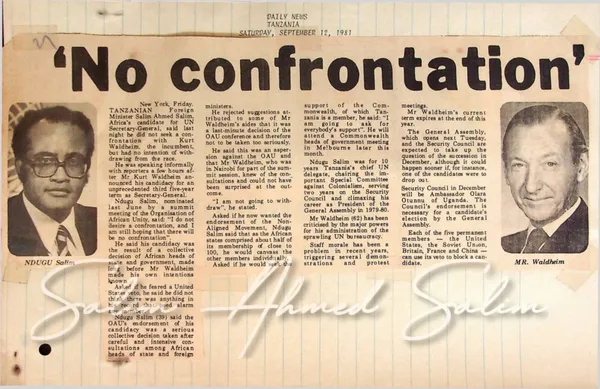 DAILY NEWS
TANZANIA
SATURDAY, SEPTEMBER 12, 1981
'No confrontation'
New York, Friday.
TANZANIAN Foreign
Minister Salim Ahmed Salim,
Africa's candidate for UN
Secretary-General, said last
night he did not seek a con-
frontation with Kurt
Waldheim, the incumbent,
but had no intention of with-
drawing from the race.
He was speaking informally
with reporters a few hours
after Mr. Kurt Waldheim an-
nounced his candidacy for an
unprecedented third five-year
term as Secretary-General.
Ndugu Salim, nominated
last June by a summit
meeting of the Organisation
of African Unity, said: "I do not
desire a confrontation, and I
am still hoping that there will
be no confrontation".
He said his candidacy was
the result of a collective
decision of African heads of
state and government, made
long before Mr Waldheim
made his own intentions
known.
Asked if he feared a United
States veto, he said he did not
think there was anything in
alarm
Ndugu Salim (39) said the
OAU's endorsement of his
candidacy was a serious
collective decision taken after
careful and intensive con-
sultations among African
heads of state and foreign
ministers.
He rejected suggestions
attributed to some of Mr
Waldheim's aides that it was
a last-minute decision of the
OAU conference and therefore
not to be taken too seriously.
He said this was an asper-
sion against the OAU and
that Mr Waldheim, who was
in Nairobi for part of the sum-
mit session, knew of the con-
sultations and could not have
been surprised at the out-
come.
"I am not going to with-
draw", he stated.
Asked if he now wanted the
endorsement of the Non-
Aligned Movement, Ndugu
Salim said that as the African
states comprised about half of
its membership of close to
100, he would canvass the
other members individually.
Asked if he would seek the
support of the Com-
monwealth, of which Tan-
zania is a member, he said: "I
am going to ask for
everybody's support". He will
attend a Commonwealth
heads of government meeting
in Melbourne later this
month.
Ndugu Salim was for 10
years Tanzania's chief UN
delegate, chairing the im-
portant Special Committee
against Colonialism, serving
two years on the Security
Council and climaxing his
career as President of the
General Assembly in 1979-80.
Mr Waldheim (62) has been
criticised by the major powers
for his administration of the
sprawling UN bureaucracy.
Staff morale has been a
problem in recent years,
triggering several demon-
strations and protest
meetings.
Mr Waldheim's current
term expires at the end of this
year.
The General Assembly,
which opens next Tuesday,
and the Security Council are
expected to take up the
question of the succession in
December, although it could
happen sooner if, for instance,
one of the candidates were to
drop out.
Security Council in December
will be Ambassador Olara
Otunnu of Uganda. The
Council's endorsement is
necessary for a candidate's
election by the General
Assembly.
Each of the five permanent
members — the United
States, the Soviet Union,
Britain, France and China —
can use its veto to block a can-
didate.
NDUGU Salim
MR. Waldheim
Salim Ahmed Salim